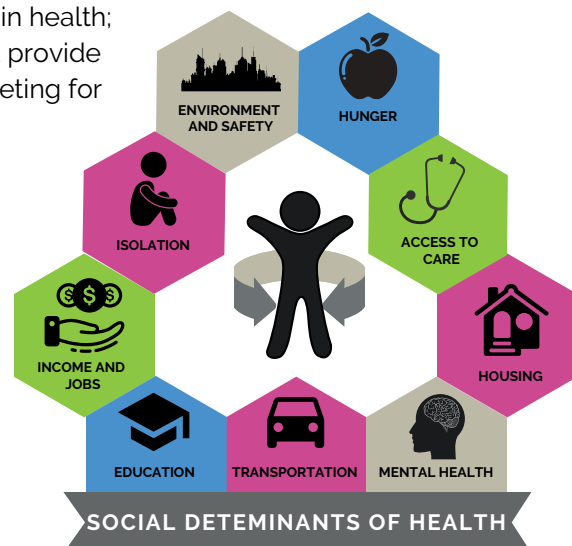 in health;
provide
eting for
ENVIRONMENT
AND SAFETY
HUNGER
ISOLATION
ACCESS TO
CARE
$ $ $
INCOME AND
JOBS
HOUSING
EDUCATION
TRANSPORTATION
MENTAL HEALTH
SOCIAL DETEMINANTS OF HEALTH